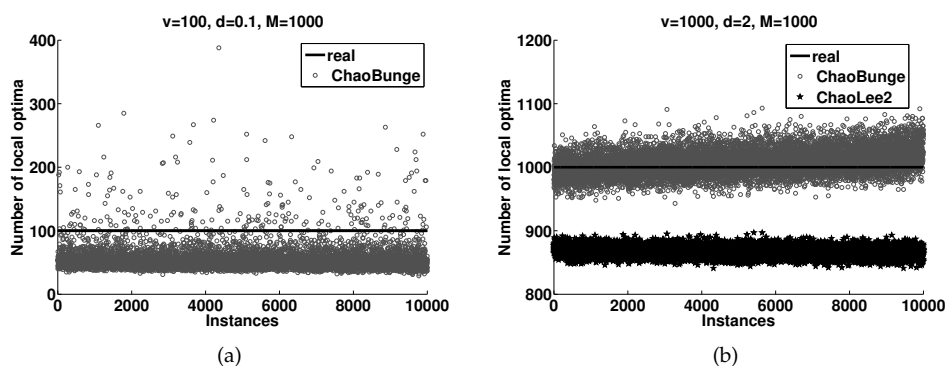 v=100, d=0.1, M=1000
Number of local optima
400
300
200
100
0
real
ChaoBunge
0 2000 4000 6000 8000 10000
Instances
(a)
v=1000, d=2, M=1000
Number of local optima
1200
1100
1000
900
800
real
ChaoBunge
ChaoLee2
0 2000 4000 6000 8000 10000
Instances
(b)